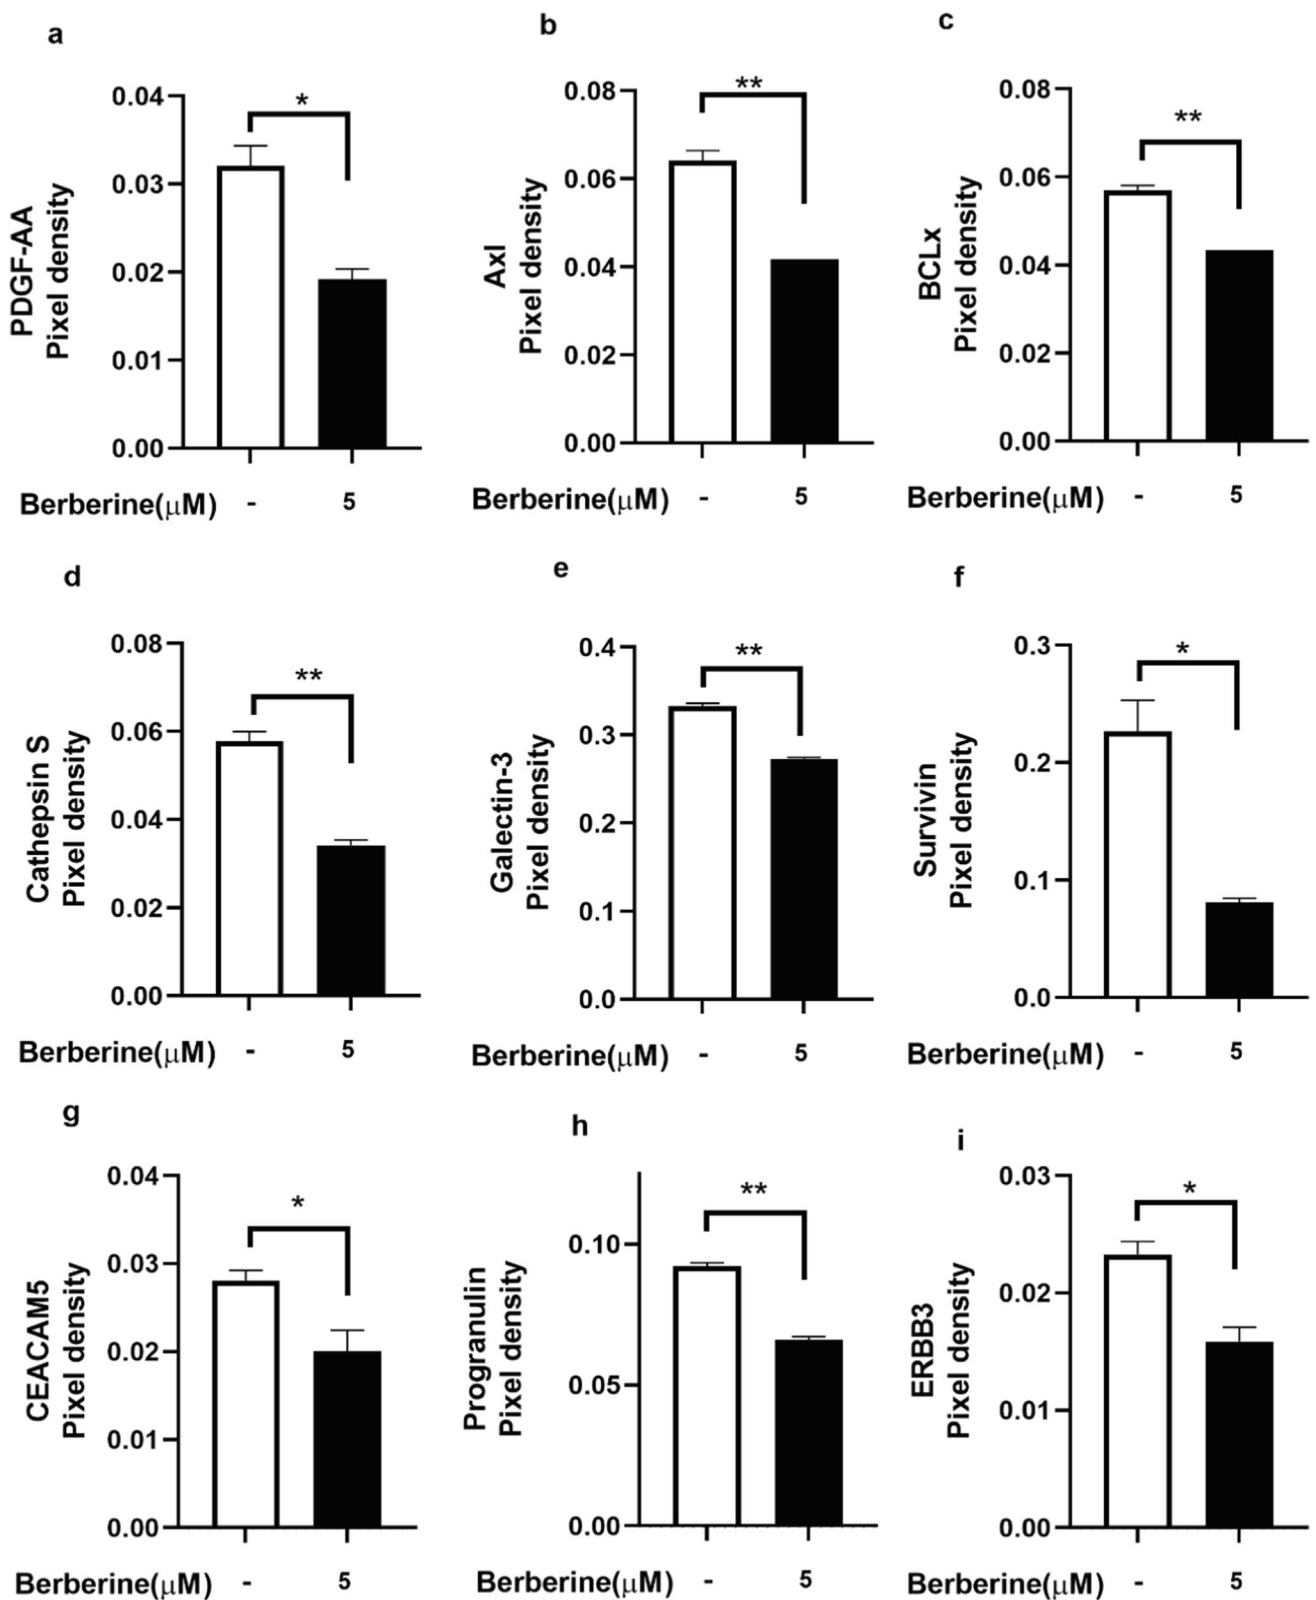 a
*
0.04
0.03
0.02
0.01
0.00
PDGF-AA
Pixel density
Berberine(μM) - 5
b
**
0.08
0.06
0.04
0.02
0.00
Axl
Pixel density
Berberine(μM) - 5
c
**
0.08
0.06
0.04
0.02
0.00
BCLx
Pixel density
Berberine(μM) - 5
d
**
0.08
0.06
0.04
0.02
0.00
Cathepsin S
Pixel density
Berberine(μM) - 5
e
**
0.4
0.3
0.2
0.1
0.0
Galectin-3
Pixel density
Berberine(μM) - 5
f
*
0.3
0.2
0.1
0.0
Survivin
Pixel density
Berberine(μM) - 5
g
*
0.04
0.03
0.02
0.01
0.00
CEACAM5
Pixel density
Berberine(μM) - 5
h
**
0.10
0.05
0.00
Progranulin
Pixel density
Berberine(μM) - 5
i
*
0.03
0.02
0.01
0.00
ERBB3
Pixel density
Berberine(μM) - 5